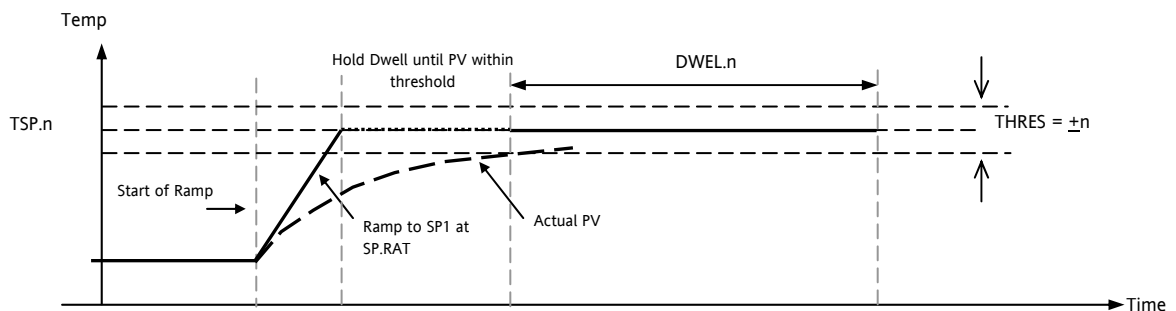 Temp
Hold Dwell until PV within
threshold
DWEL.n
TSP.n
THRES = ±n
Start of Ramp
Ramp to SP1 at
SP.RAT
Actual PV
Time